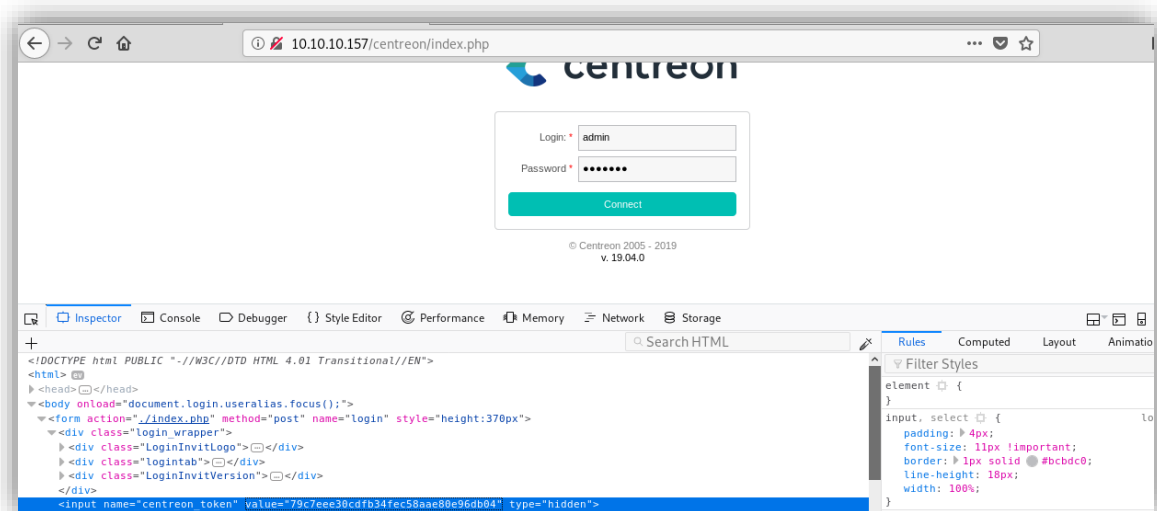 10.10.10.157/centreon/index.php
centreon
Login: * admin
Password * •••••••
Connect
© Centreon 2005 - 2019
v. 19.04.0
Inspector Console Debugger {} Style Editor Performance Memory Network Storage
+ Search HTML Rules Computed Layout Animatio
<!DOCTYPE html PUBLIC "-//W3C//DTD HTML 4.01 Transitional//EN"> Filter Styles
<html> ev element {
<head> </head> }
<body onload="document.login.useralias.focus();">
<form action="./index.php" method="post" name="login" style="height:370px"> input, select { lo
<div class="login_wrapper"> padding: 4px;
<div class="LoginInvitLogo"> </div> font-size: 11px !important;
<div class="logintab"> </div> border: 1px solid #bcbdc0;
<div class="LoginInvitVersion"> </div> line-height: 18px;
</div> width: 100%;
<input name="centreon_token" value="79c7eee30cdfb34fec58aae80e96db04" type="hidden"> }